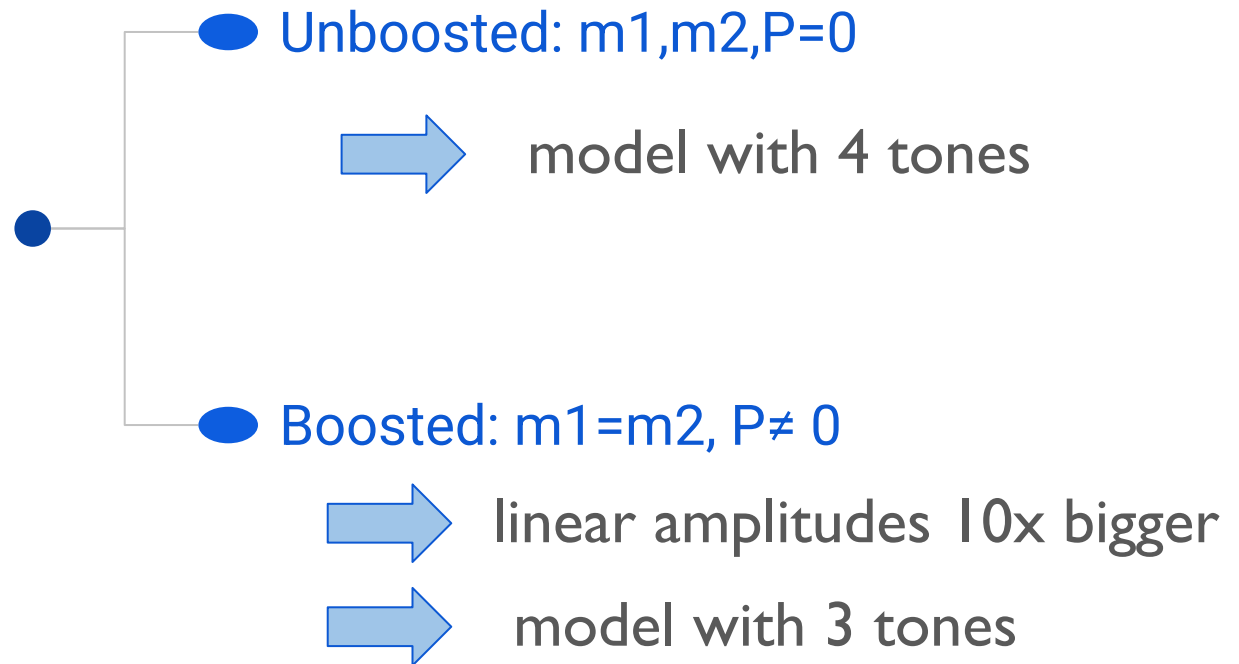 Unboosted: m1,m2,P=0
model with 4 tones
Boosted: m1=m2, P≠ 0
linear amplitudes 10x bigger
model with 3 tones